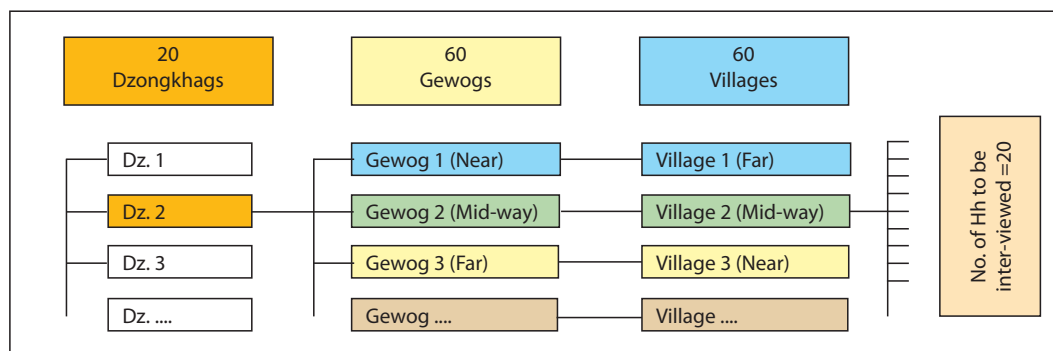 20
Dzongkhags
60
Gewogs
60
Villages
Dz. 1
Dz. 2
Dz. 3
Dz. ....
Gewog 1 (Near)
Gewog 2 (Mid-way)
Gewog 3 (Far)
Gewog ....
Village 1 (Far)
Village 2 (Mid-way)
Village 3 (Near)
Village ....
No. of Hh to be
inter-viewed =20